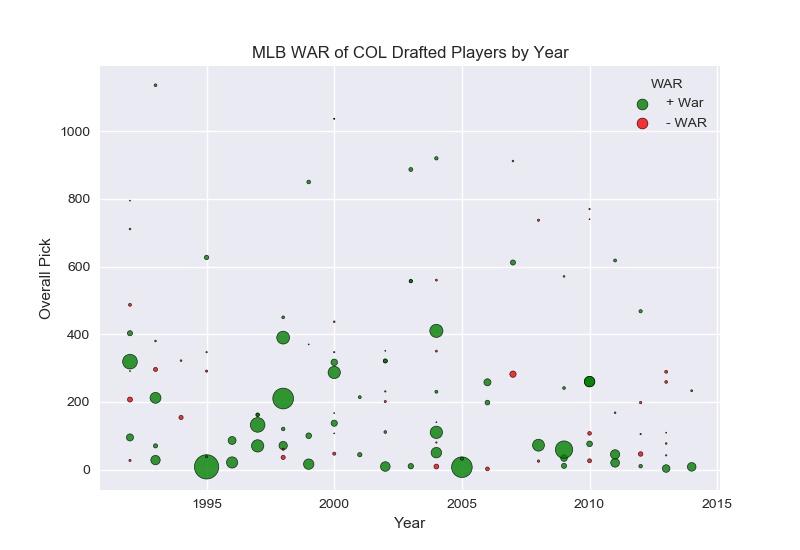 MLB WAR of COL Drafted Players by Year
WAR
+ War
- WAR
1000
800
600
400
200
0
Overall Pick
1995
2000
2005
2010
2015
Year